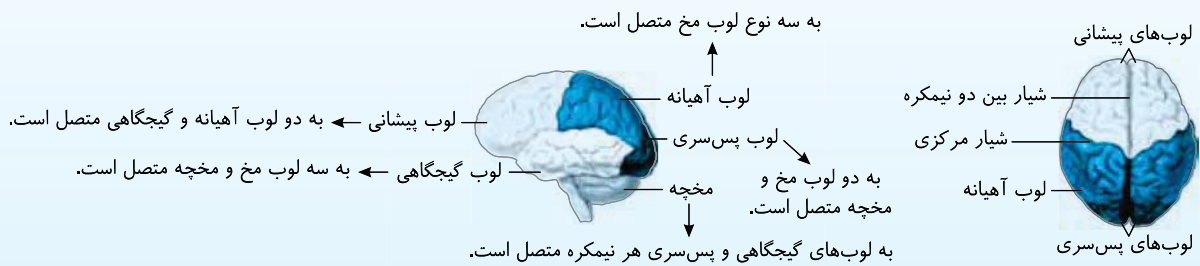 لوب‌های پیشانی
شیار بین دو نیمکره
شیار مرکزی
لوب آهیانه
لوب‌های پس‌سری
به سه نوع لوب مخ متصل است.
لوب آهیانه
لوب پس‌سری
به دو لوب مخ و
مخچه متصل است.
مخچه
به لوب‌های گیجگاهی و پس‌سری هر نیمکره متصل است.
لوب پیشانی
به دو لوب آهیانه و گیجگاهی متصل است.
لوب گیجگاهی
به سه لوب مخ و مخچه متصل است.